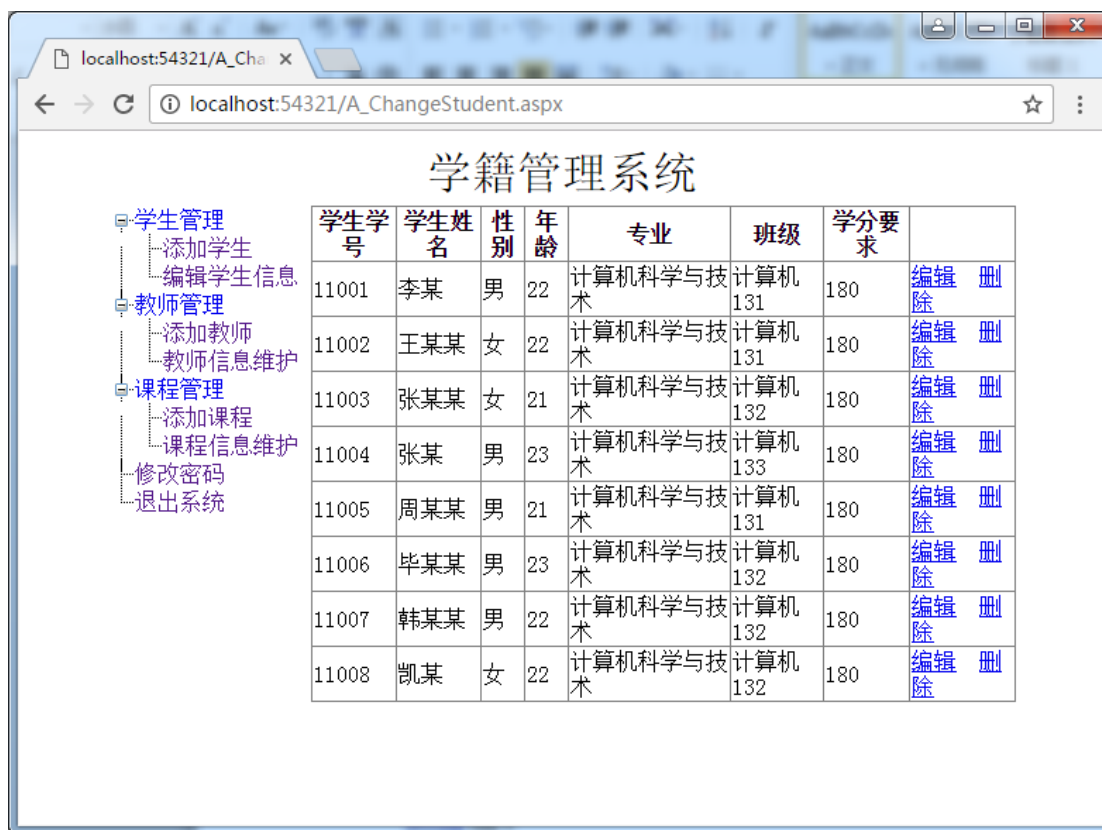 localhost:54321/A_Cha
localhost:54321/A_ChangeStudent.aspx
学籍管理系统
学生管理
添加学生
编辑学生信息
教师管理
添加教师
教师信息维护
课程管理
添加课程
课程信息维护
修改密码
退出系统
学生学号 学生姓名 性别 年龄 专业 班级 学分要求
11001 李某 男 22 计算机科学与技术 计算机131 180 编辑 删除
11002 王某某 女 22 计算机科学与技术 计算机131 180 编辑 删除
11003 张某某 女 21 计算机科学与技术 计算机132 180 编辑 删除
11004 张某 男 23 计算机科学与技术 计算机133 180 编辑 删除
11005 周某某 男 21 计算机科学与技术 计算机131 180 编辑 删除
11006 毕某某 男 23 计算机科学与技术 计算机132 180 编辑 删除
11007 韩某某 男 22 计算机科学与技术 计算机132 180 编辑 删除
11008 凯某 女 22 计算机科学与技术 计算机132 180 编辑 删除